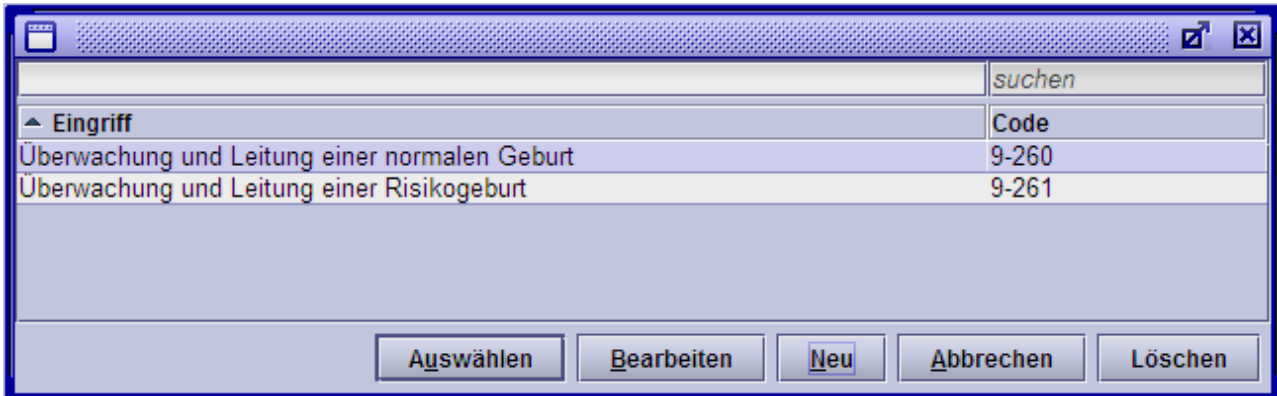 suchen
Eingriff Code
Überwachung und Leitung einer normalen Geburt 9-260
Überwachung und Leitung einer Risikogeburt 9-261
Auswählen Bearbeiten Neu Abbrechen Löschen